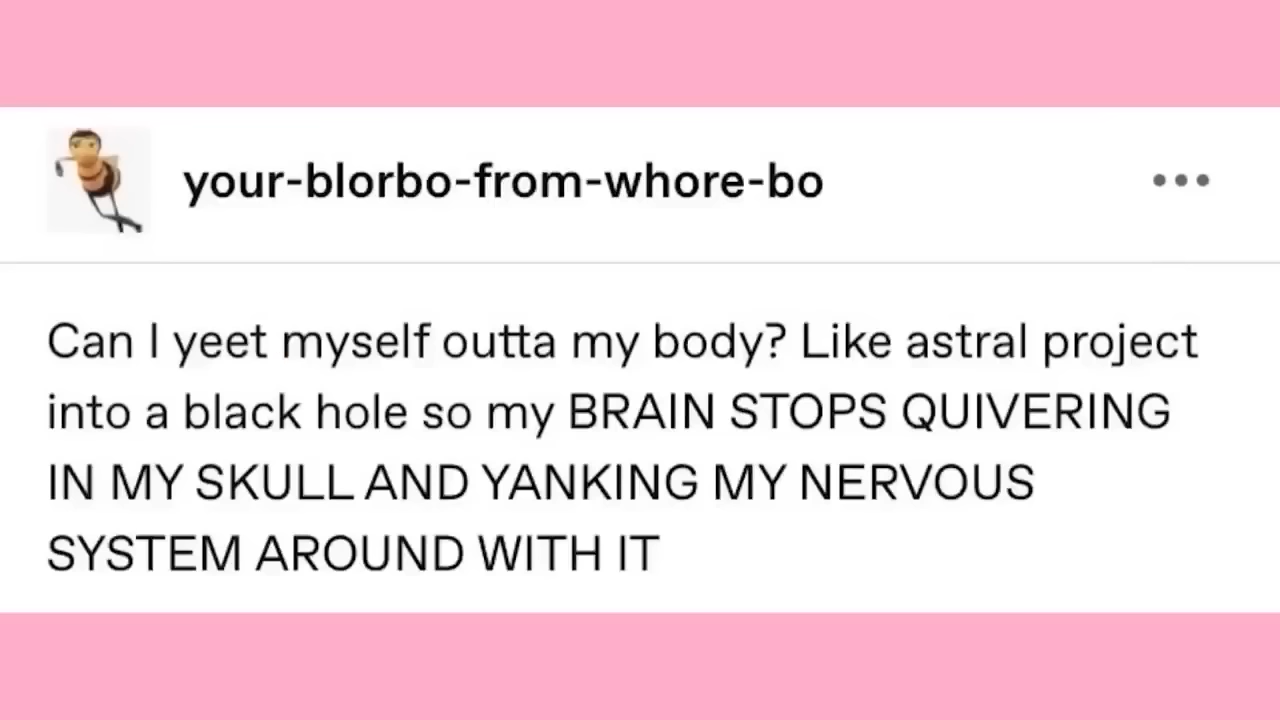 your-blorbo-from-whore-bo
Can I yeet myself outta my body? Like astral project
into a black hole so my BRAIN STOPS QUIVERING
IN MY SKULL AND YANKING MY NERVOUS
SYSTEM AROUND WITH IT